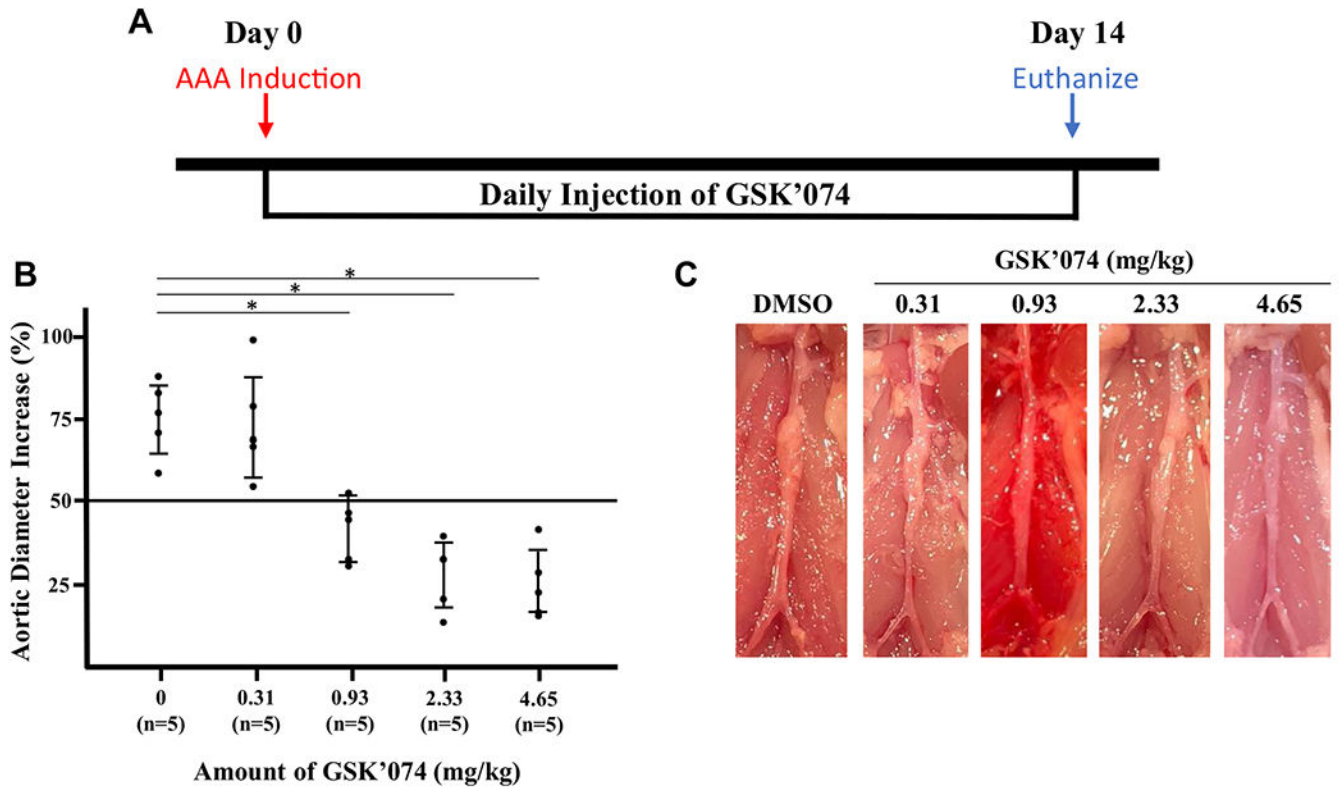 A
Day 0
Day 14
AAA Induction
Euthanize
Daily Injection of GSK’074
B
*
*
*
Aortic Diameter Increase (%)
100
75
50
25
0
0.31
0.93
2.33
4.65
(n=5)
(n=5)
(n=5)
(n=5)
(n=5)
Amount of GSK’074 (mg/kg)
C
GSK’074 (mg/kg)
DMSO
0.31
0.93
2.33
4.65